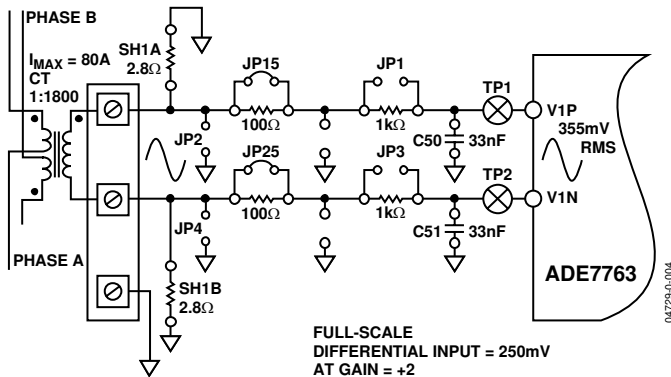 PHASE B
IMAX = 80A
CT
1:1800
SH1A
2.8Ω
JP15
JP1
TP1
V1P
100Ω
1kΩ
C50
33nF
355mV
RMS
JP2
JP25
JP3
TP2
V1N
100Ω
1kΩ
C51
33nF
JP4
PHASE A
SH1B
2.8Ω
ADE7763
FULL-SCALE
DIFFERENTIAL INPUT = 250mV
AT GAIN = +2
04729-0-004